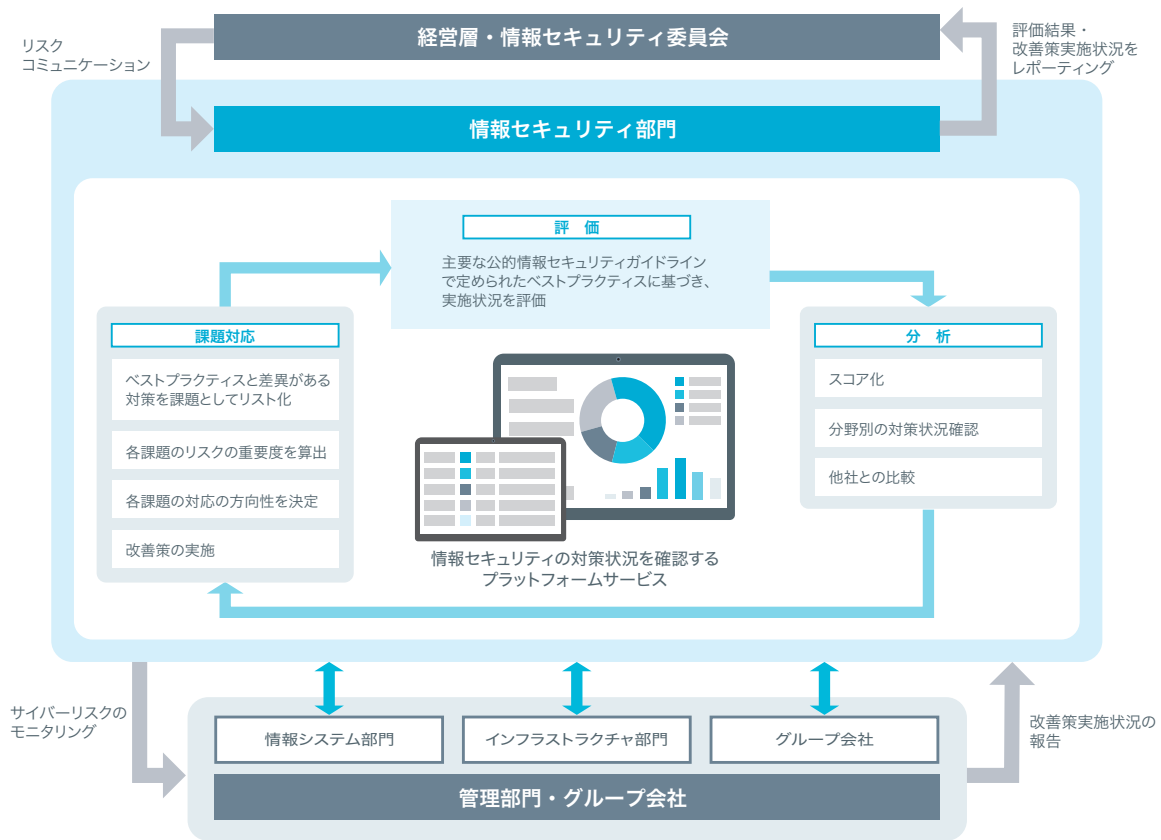 経営層・情報セキュリティ委員会
リスク
コミュニケーション
評価結果・
改善策実施状況を
レポーティング
情報セキュリティ部門
評 価
主要な公的情報セキュリティガイドライン
で定められたベストプラクティスに基づき、
実施状況を評価
課題対応
ベストプラクティスと差異がある
対策を課題としてリスト化
各課題のリスクの重要度を算出
各課題の対応の方向性を決定
改善策の実施
分 析
スコア化
分野別の対策状況確認
他社との比較
情報セキュリティの対策状況を確認する
プラットフォームサービス
サイバーリスクの
モニタリング
改善策実施状況の
報告
情報システム部門
インフラストラクチャ部門
グループ会社
管理部門・グループ会社